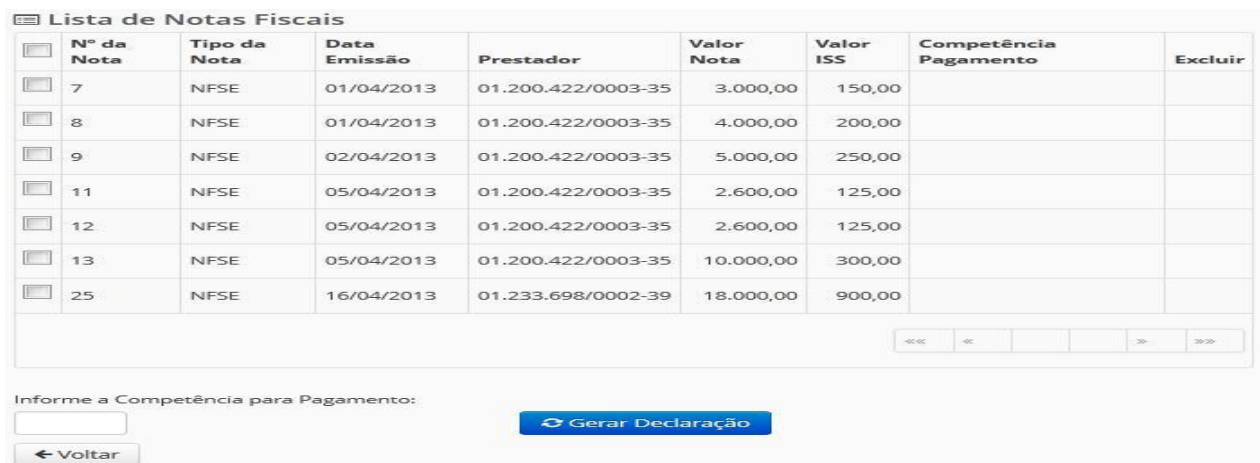 Lista de Notas Fiscais
Nº da Nota Tipo da Nota Data Emissão Prestador Valor Nota Valor ISS Competência Pagamento Excluir
7 NFSE 01/04/2013 01.200.422/0003-35 3.000,00 150,00
8 NFSE 01/04/2013 01.200.422/0003-35 4.000,00 200,00
9 NFSE 02/04/2013 01.200.422/0003-35 5.000,00 250,00
11 NFSE 05/04/2013 01.200.422/0003-35 2.600,00 125,00
12 NFSE 05/04/2013 01.200.422/0003-35 2.600,00 125,00
13 NFSE 05/04/2013 01.200.422/0003-35 10.000,00 300,00
25 NFSE 16/04/2013 01.233.698/0002-39 18.000,00 900,00
«« « » »»
Informe a Competência para Pagamento:
Gerar Declaração
Voltar